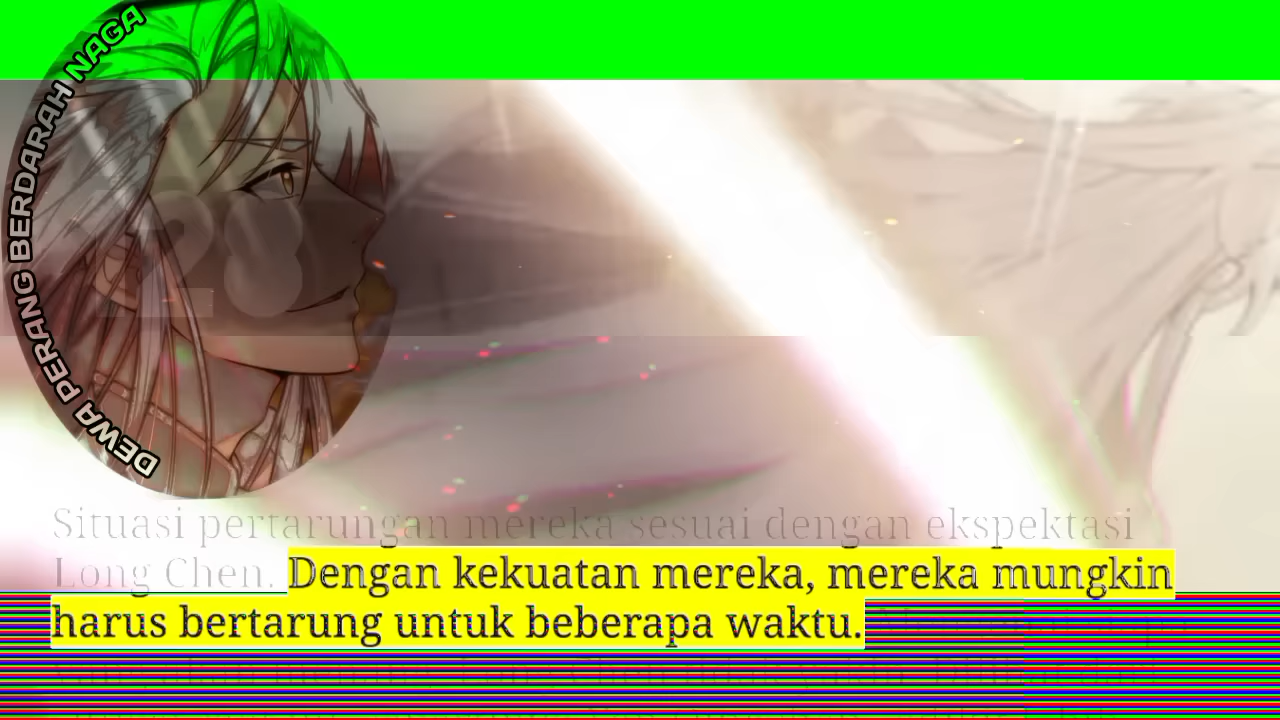 DEWA PERANG BERDARAH NAGA
128
Situasi pertarungan mereka sesuai dengan ekspektasi
Long Chen. Dengan kekuatan mereka, mereka mungkin
harus bertarung untuk beberapa waktu.